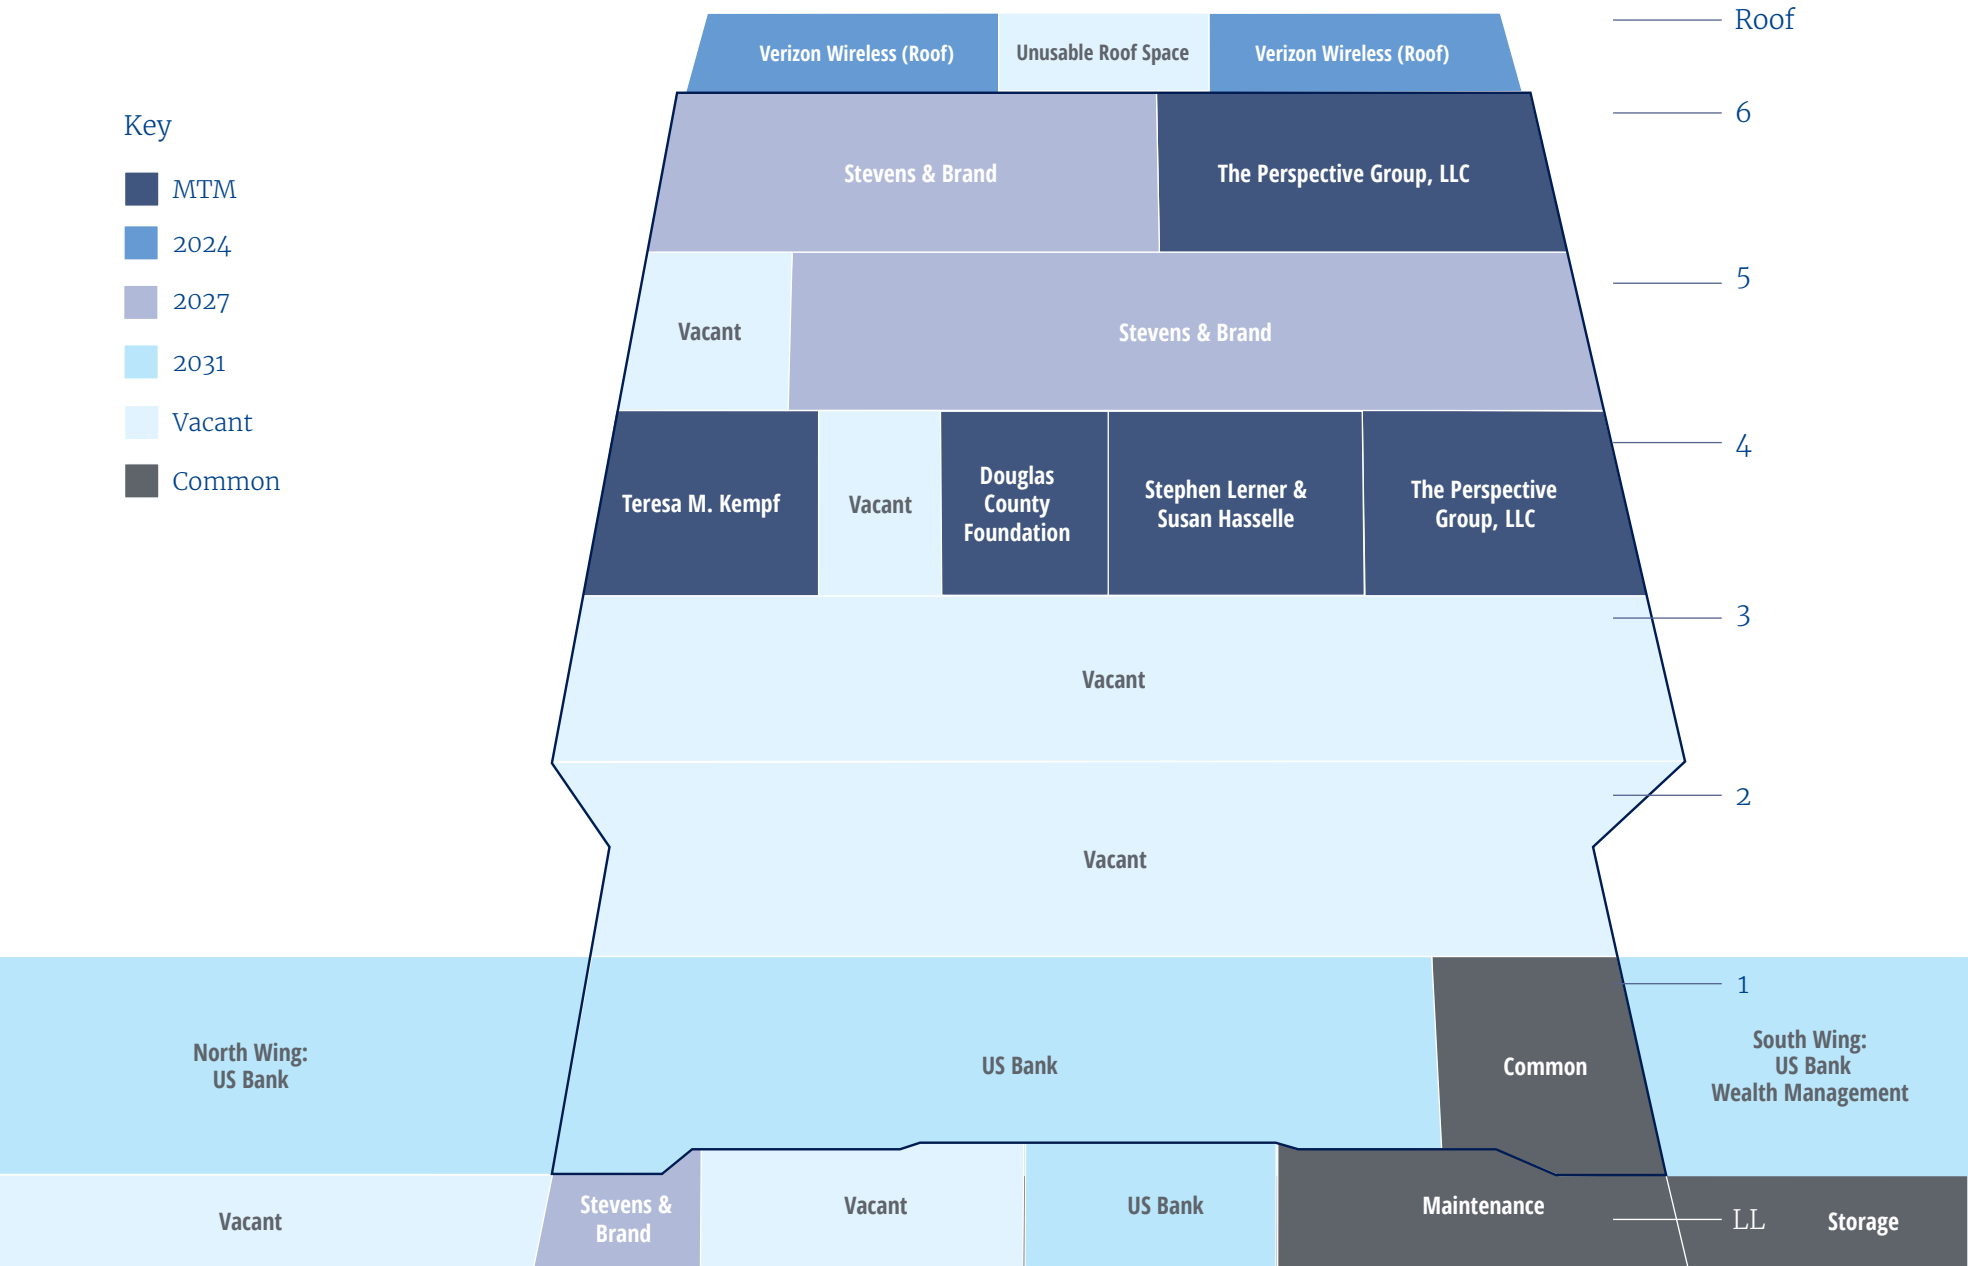 Verizon Wireless (Roof)
Unusable Roof Space
Verizon Wireless (Roof)
Roof
Key
MTM
2024
2027
2031
Vacant
Common
Stevens & Brand
The Perspective Group, LLC
6
Vacant
Stevens & Brand
5
Teresa M. Kempf
Vacant
Douglas
County
Foundation
Stephen Lerner &
Susan Hasselle
The Perspective
Group, LLC
4
Vacant
3
Vacant
2
North Wing:
US Bank
US Bank
Common
1
South Wing:
US Bank
Wealth Management
Vacant
Stevens &
Brand
Vacant
US Bank
Maintenance
LL
Storage